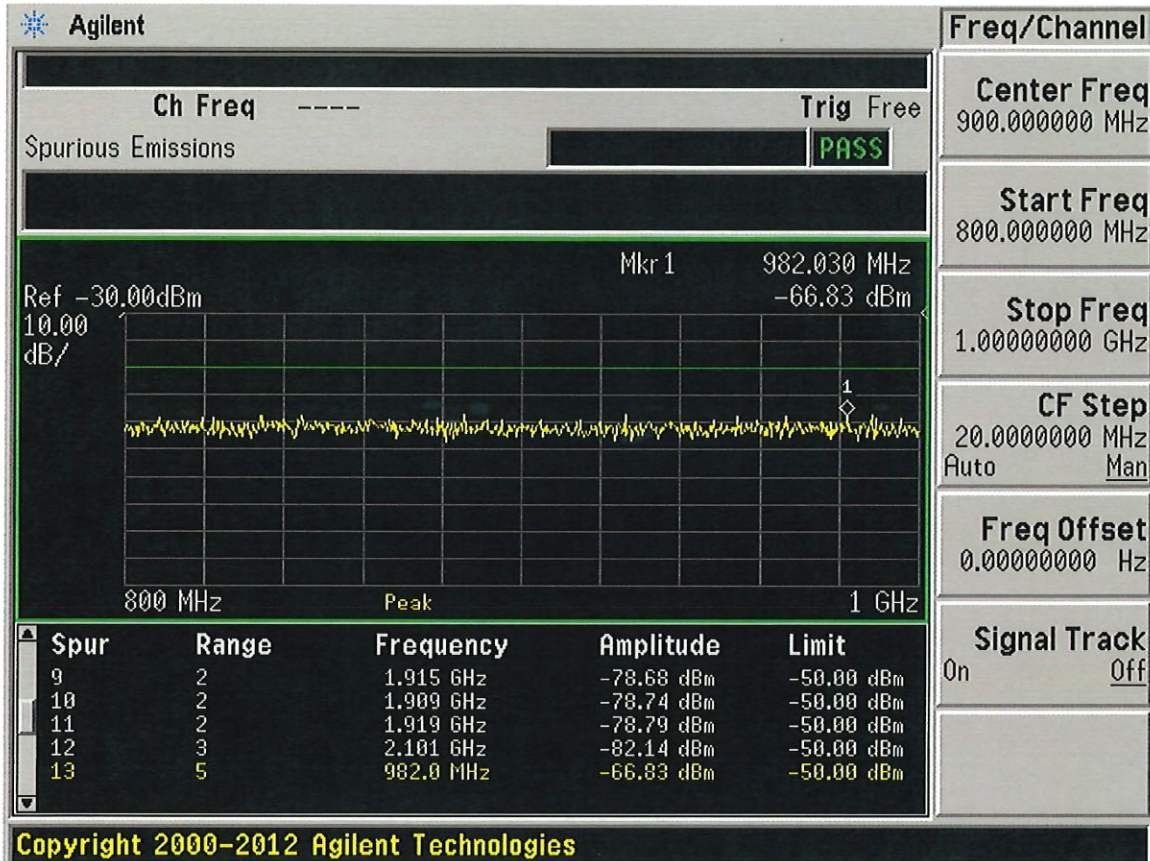 Agilent
Freq/Channel
Ch Freq ----
Trig Free
Spurious Emissions
PASS
Mkr1 982.030 MHz
Ref -30.00dBm
-66.83 dBm
10.00
dB/
1
800 MHz
Peak
1 GHz
Spur Range Frequency Amplitude Limit
9 2 1.915 GHz -78.68 dBm -50.00 dBm
10 2 1.909 GHz -78.74 dBm -50.00 dBm
11 2 1.919 GHz -78.79 dBm -50.00 dBm
12 3 2.101 GHz -82.14 dBm -50.00 dBm
13 5 982.0 MHz -66.83 dBm -50.00 dBm
Copyright 2000-2012 Agilent Technologies
Center Freq
900.000000 MHz
Start Freq
800.000000 MHz
Stop Freq
1.00000000 GHz
CF Step
20.0000000 MHz
Auto Man
Freq Offset
0.00000000 Hz
Signal Track
On Off